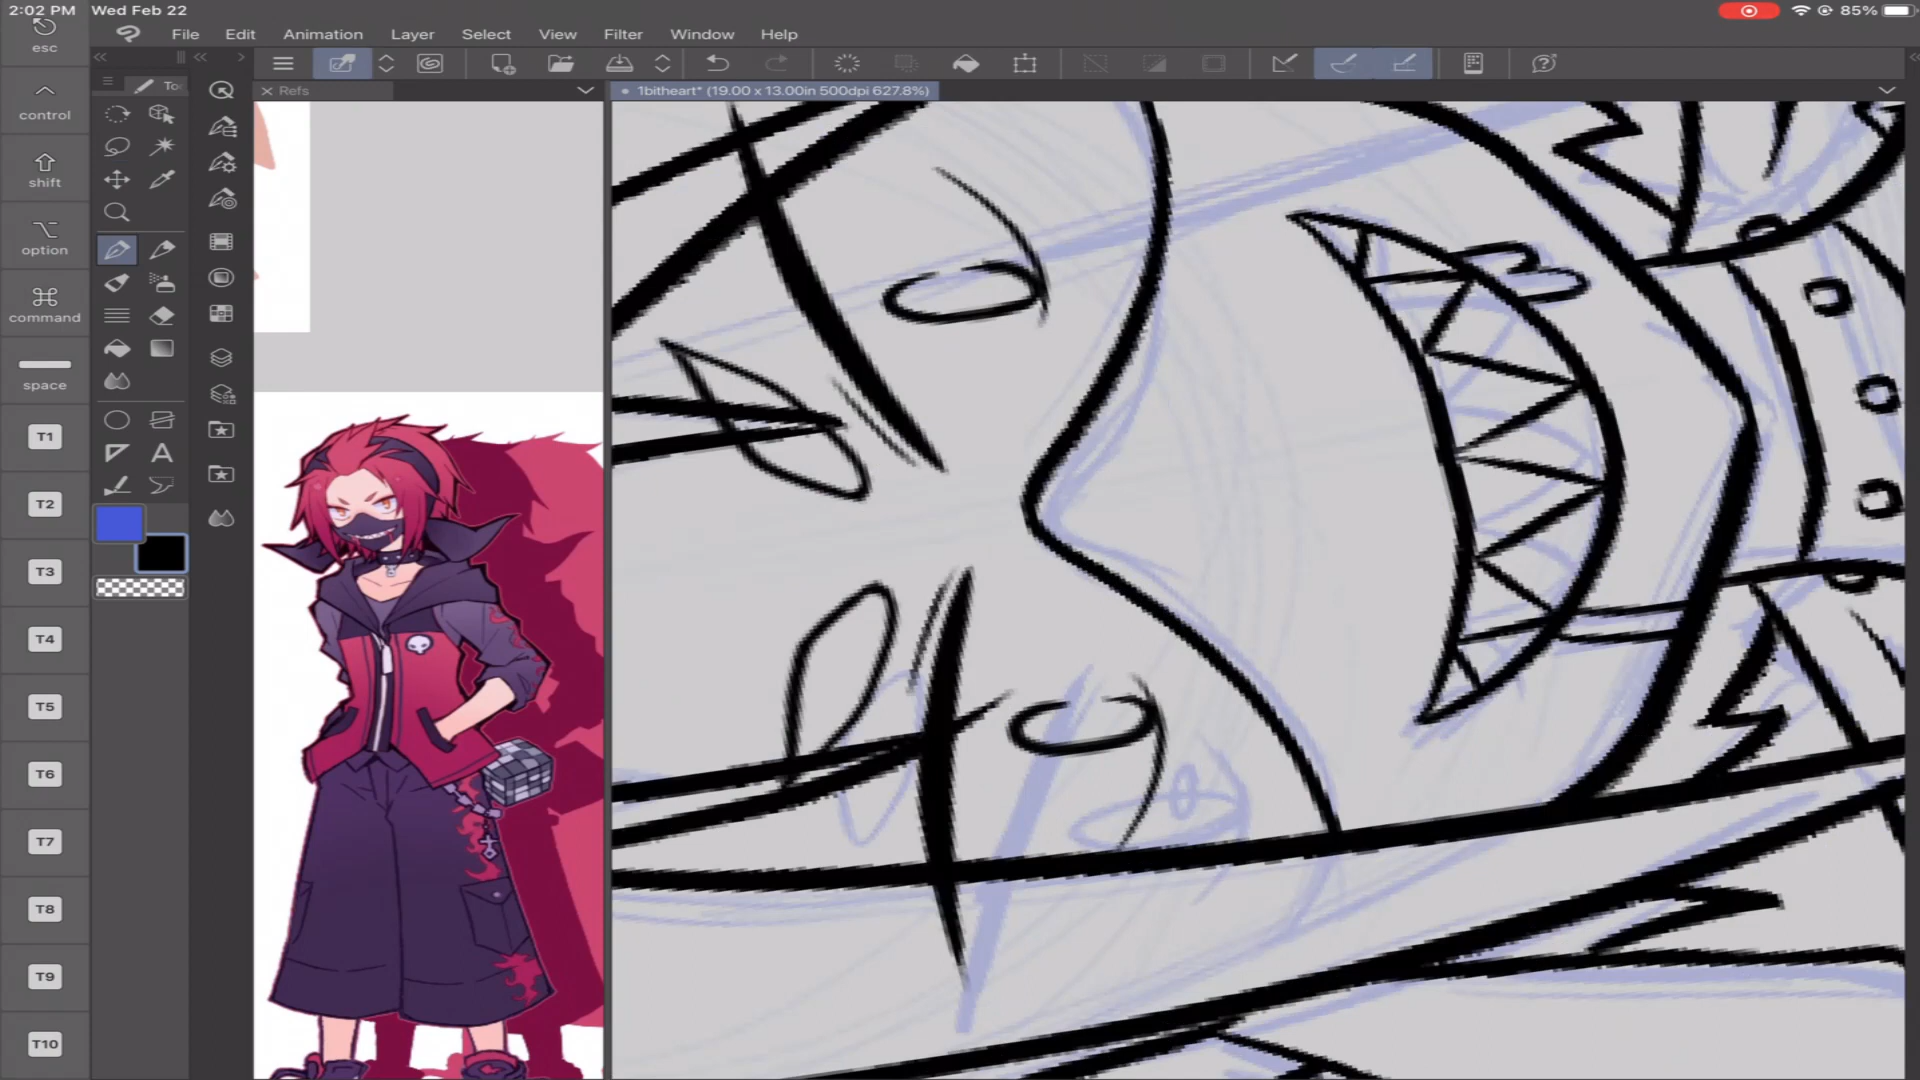 2:02 PM Wed Feb 22
85%
File Edit Animation Layer Select View Filter Window Help
esc
control
shift
option
command
space
T1
T2
T3
T4
T5
T6
T7
T8
T9
T10
To
Refs
1bitheart* (19.00 x 13.00in 500dpi 627.8%)
A